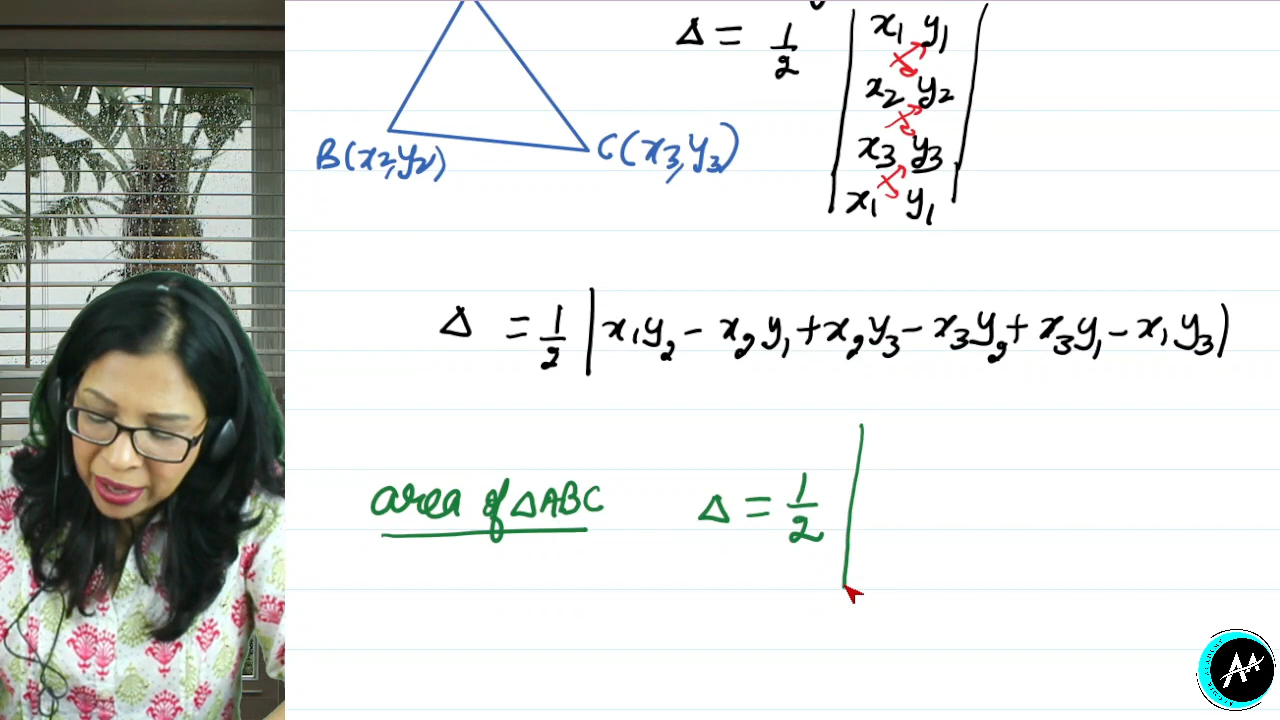 Δ = 1/2 | x₁ y₁
x₂ y₂
x₃ y₃
x₁ y₁ |
B(x₂,y₂)
C(x₃,y₃)
Δ = 1/2 |x₁y₂ - x₂y₁ + x₂y₃ - x₃y₂ + x₃y₁ - x₁y₃)
area of ΔABC Δ = 1/2 |
AA